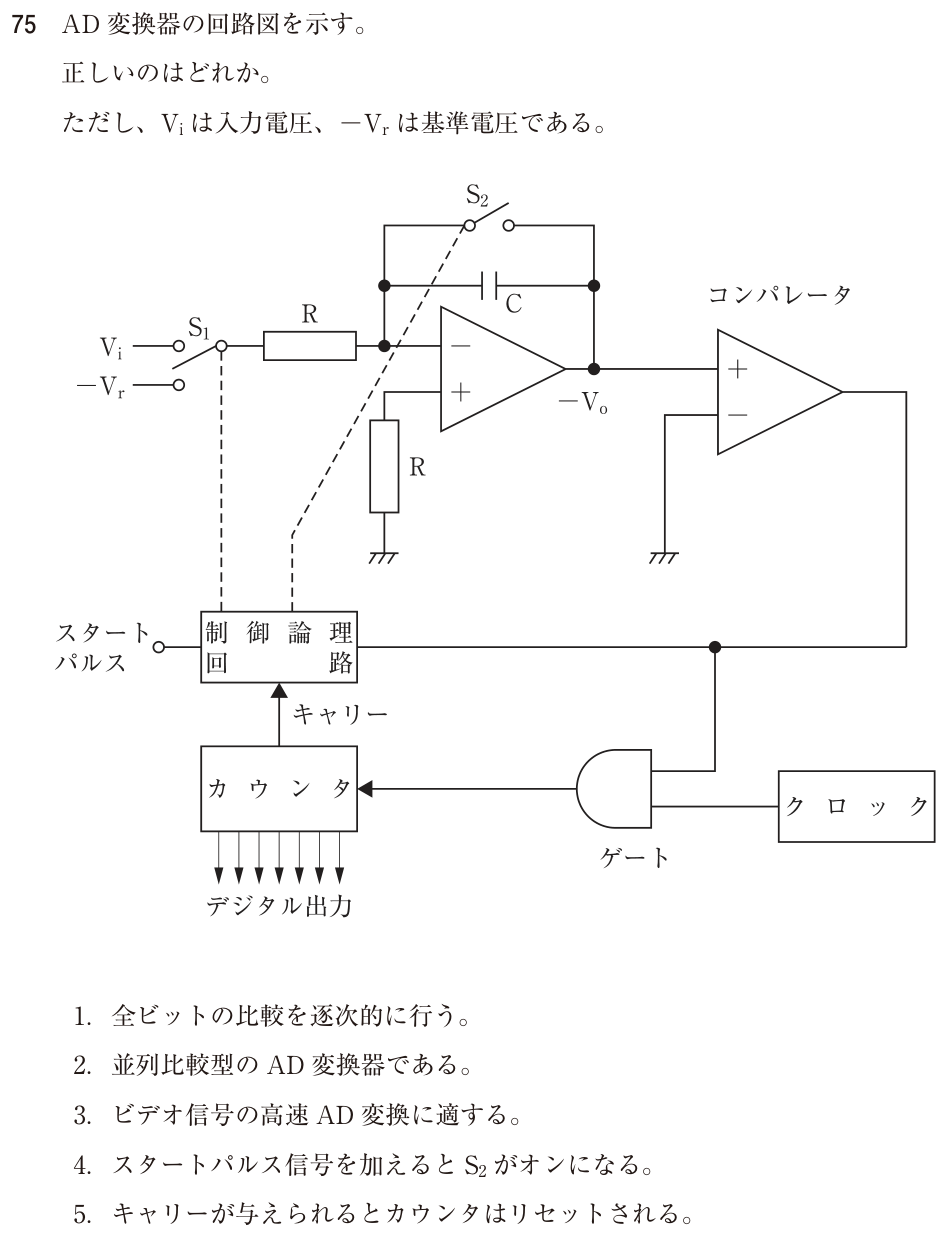 75 AD 変換器の回路図を示す。
正しいのはどれか。
ただし、Vi は入力電圧、−Vr は基準電圧である。
S2
C
コンパレータ
R
S1
Vi
−Vr
−
+
−Vo
+
−
R
スタート
パルス
制御論理
回路
キャリー
カウンタ
クロック
ゲート
デジタル出力
1. 全ビットの比較を逐次的に行う。
2. 並列比較型の AD 変換器である。
3. ビデオ信号の高速 AD 変換に適する。
4. スタートパルス信号を加えると S2 がオンになる。
5. キャリーが与えられるとカウンタはリセットされる。